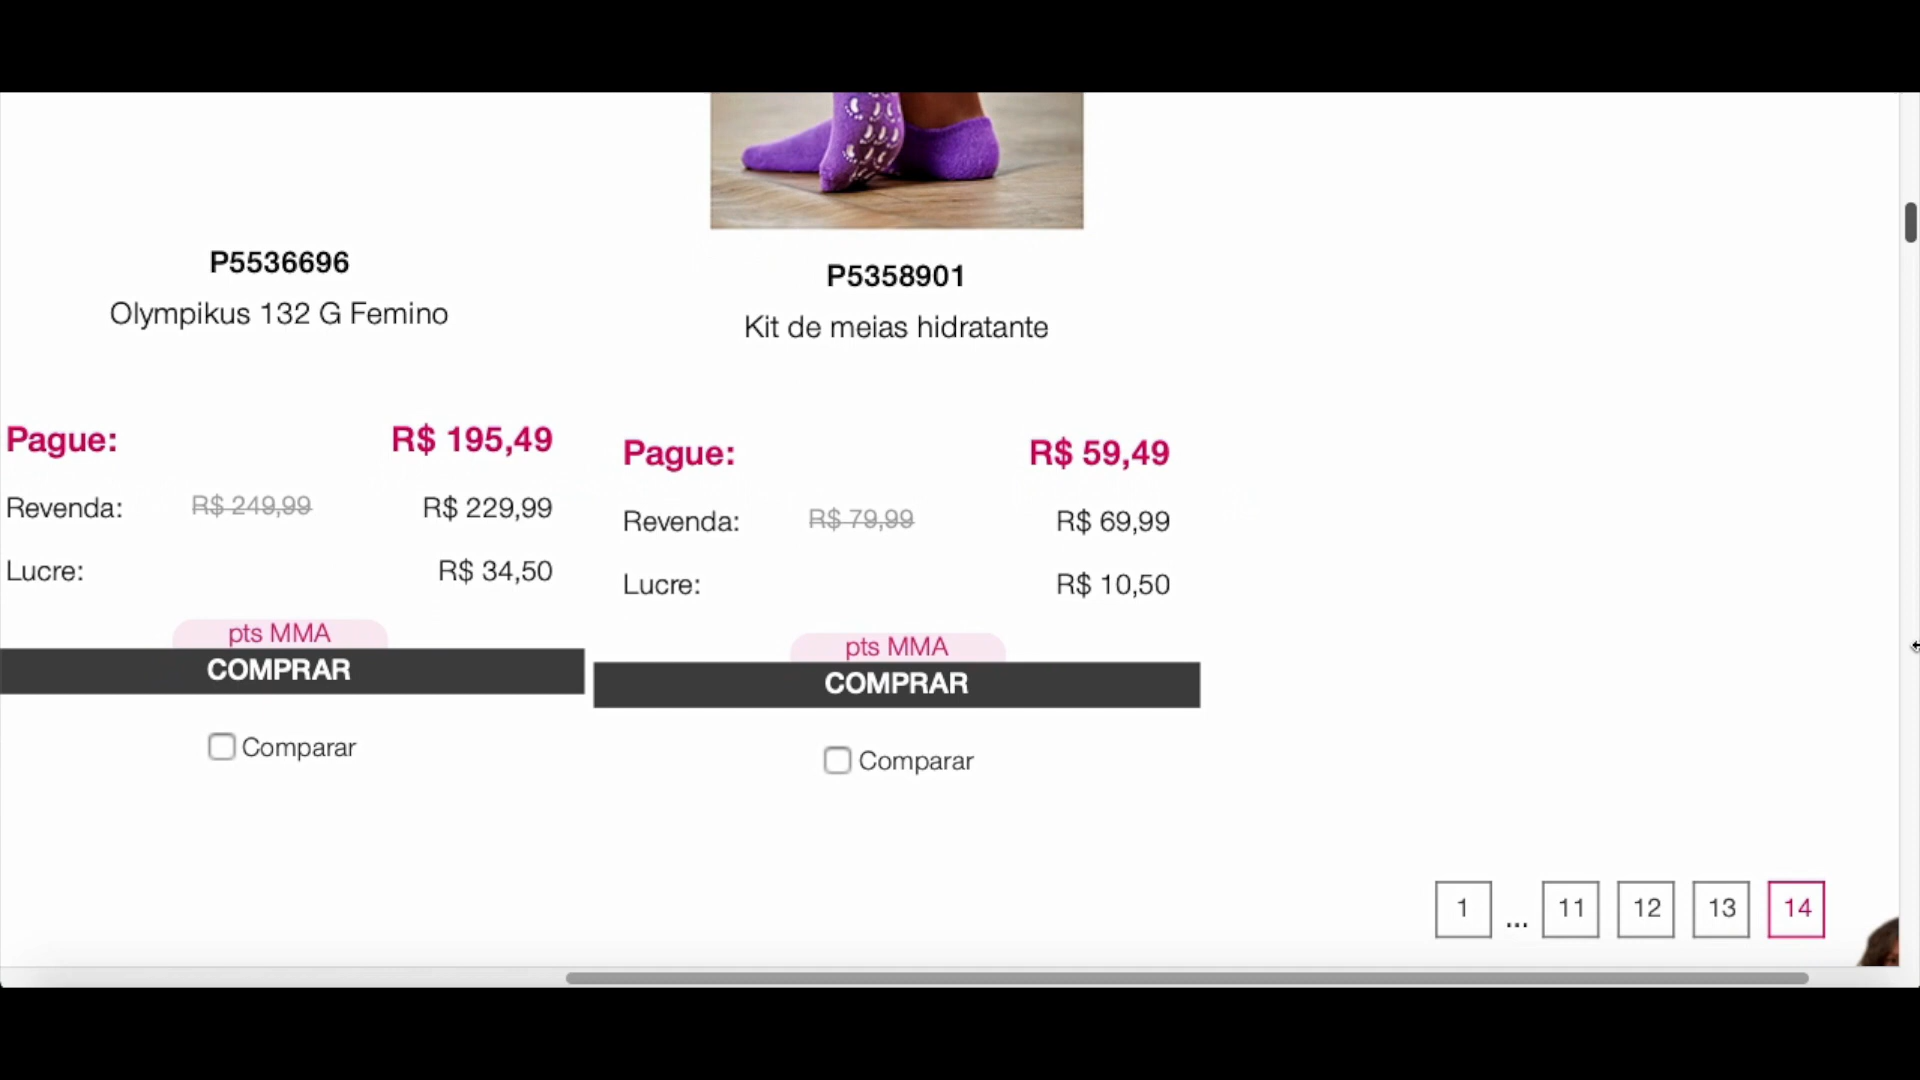 P5536696
Olympikus 132 G Femino
Pague: R$ 195,49
Revenda: R$ 249,99 R$ 229,99
Lucre: R$ 34,50
pts MMA
COMPRAR
Comparar
P5358901
Kit de meias hidratante
Pague: R$ 59,49
Revenda: R$ 79,99 R$ 69,99
Lucre: R$ 10,50
pts MMA
COMPRAR
Comparar
1 ... 11 12 13 14